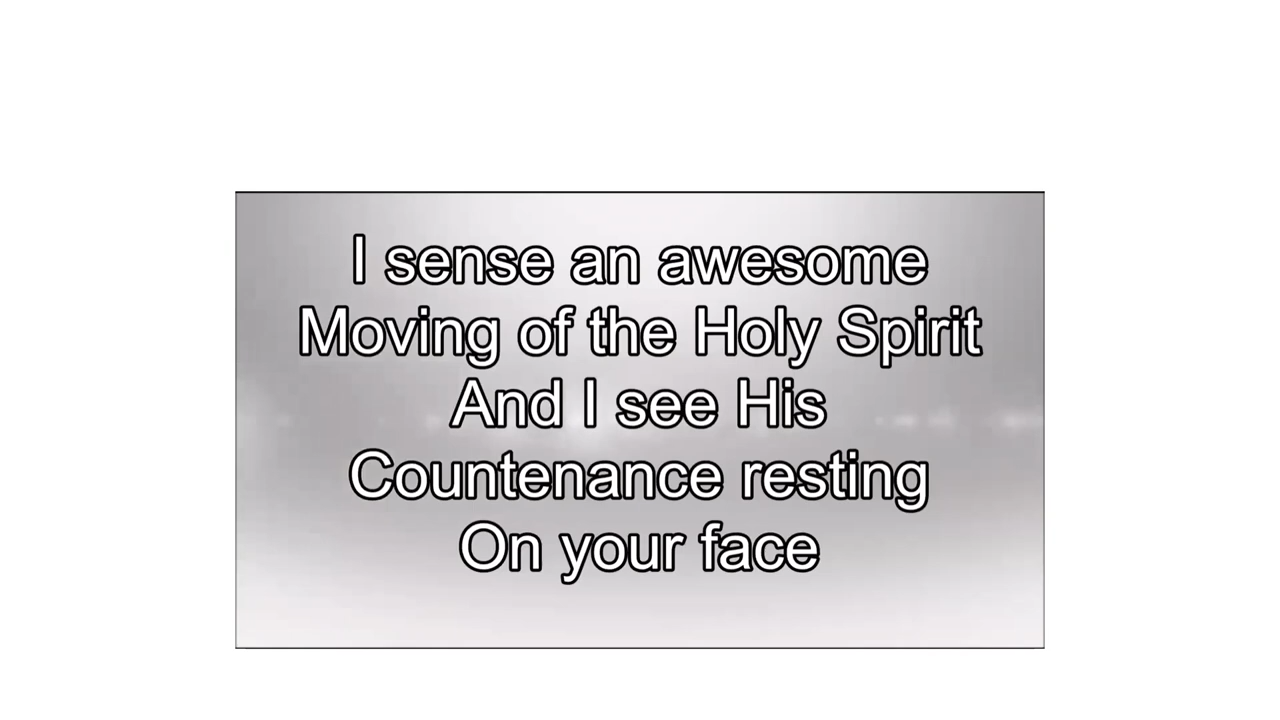 I sense an awesome
Moving of the Holy Spirit
And I see His
Countenance resting
On your face